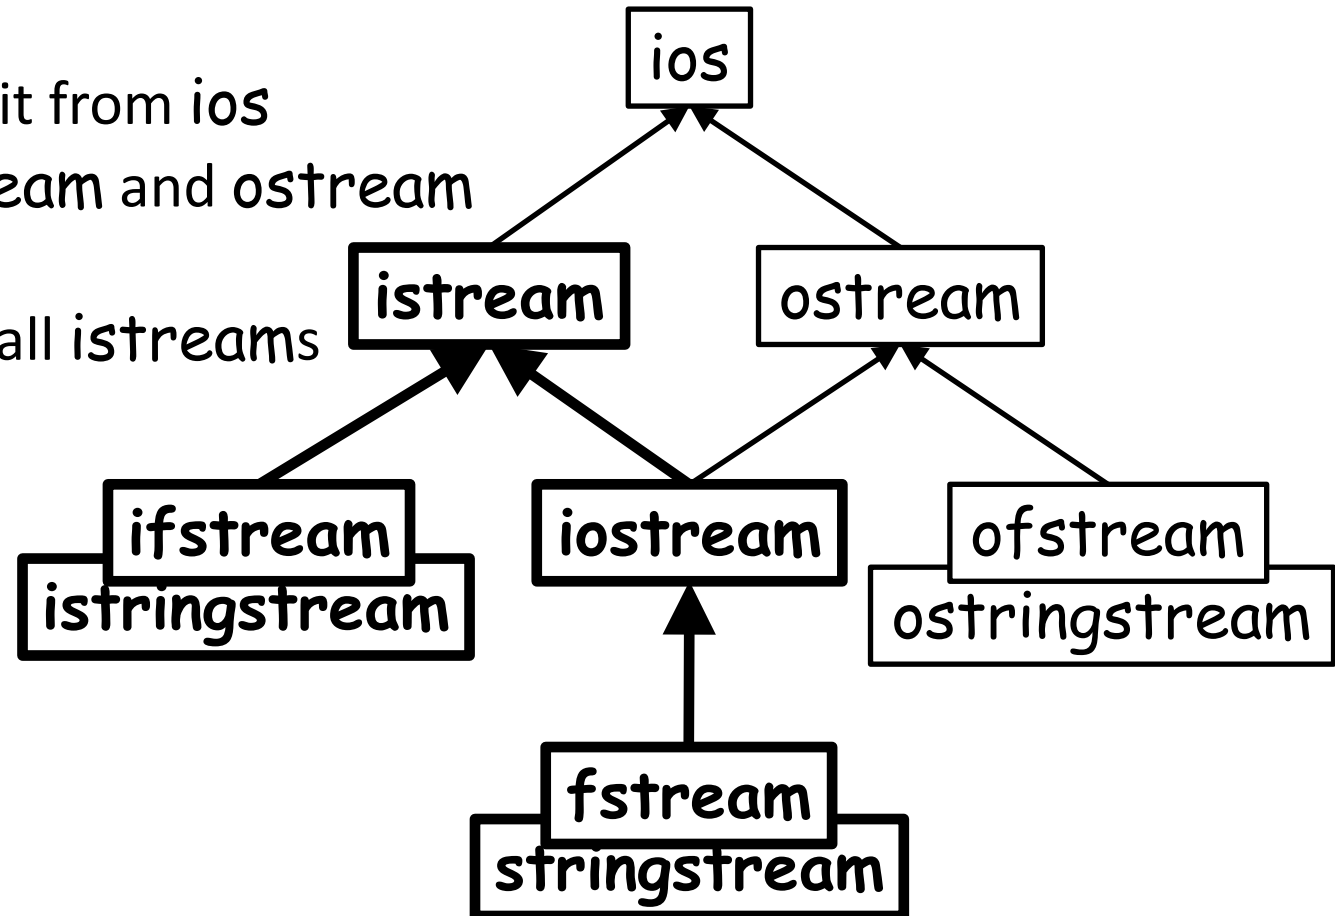 ios
it from ios
eam and ostream
istream
ostream
all istreams
ifstream
iostream
ofstream
istringstream
ostringstream
fstream
stringstream